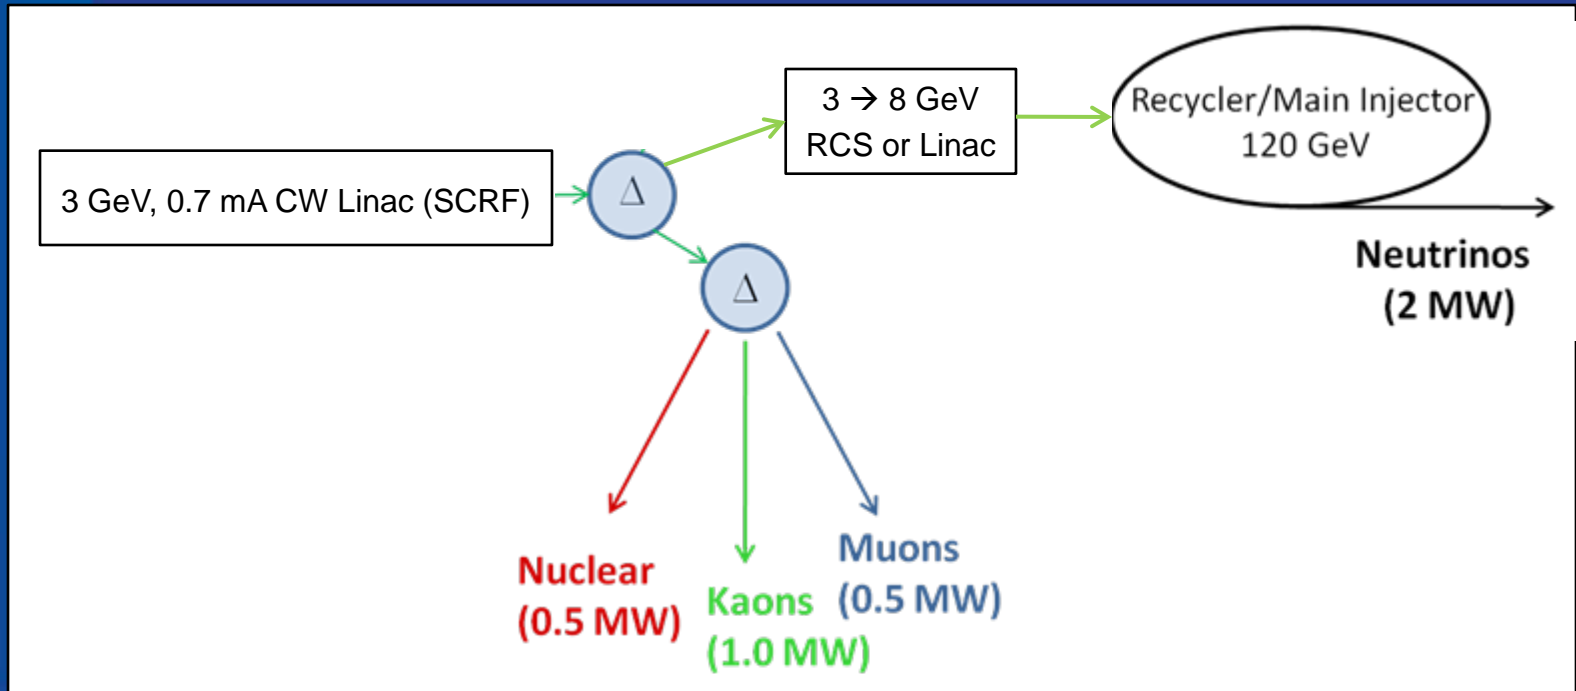 3 → 8 GeV
RCS or Linac
Recycler/Main Injector
120 GeV
3 GeV, 0.7 mA CW Linac (SCRF)
Δ
Δ
Neutrinos
(2 MW)
Nuclear
(0.5 MW)
Kaons
(1.0 MW)
Muons
(0.5 MW)